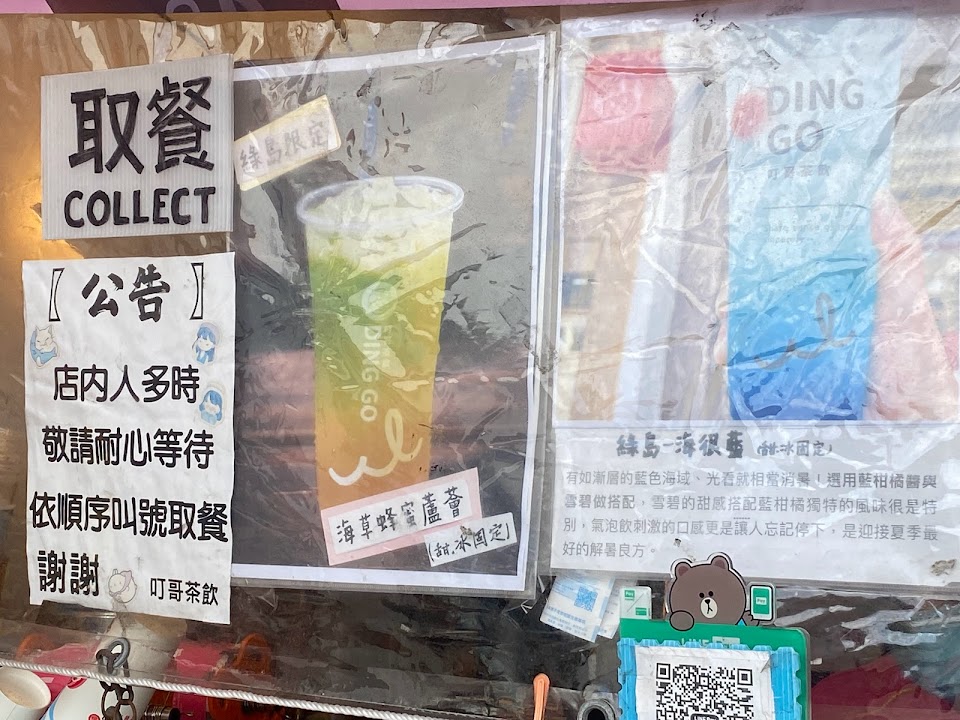 取餐
COLLECT
【公告】
店內人多時
敬請耐心等待
依順序叫號取餐
謝謝
叮哥茶飲
綠島限定
DING GO
海草蜂蜜蘆薈
(甜.冰固定)
DING
GO
叮哥茶飲
綠島-海很藍 (甜.冰固定)
有如漸層的藍色海域、光看就相當消暑！選用藍柑橘醬與
雪碧做搭配，雪碧的甜感搭配藍柑橘獨特的風味很是特
別，氣泡飲刺激的口感更是讓人忘記停下，是迎接夏季最
好的解暑良方。